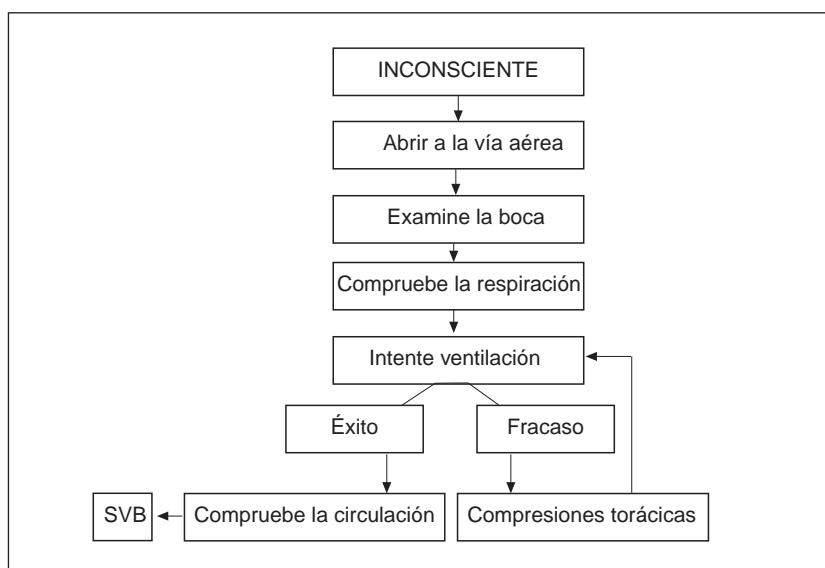 INCONSCIENTE
Abrir a la vía aérea
Examine la boca
Compruebe la respiración
Intente ventilación
Éxito
Fracaso
SVB
Compruebe la circulación
Compresiones torácicas